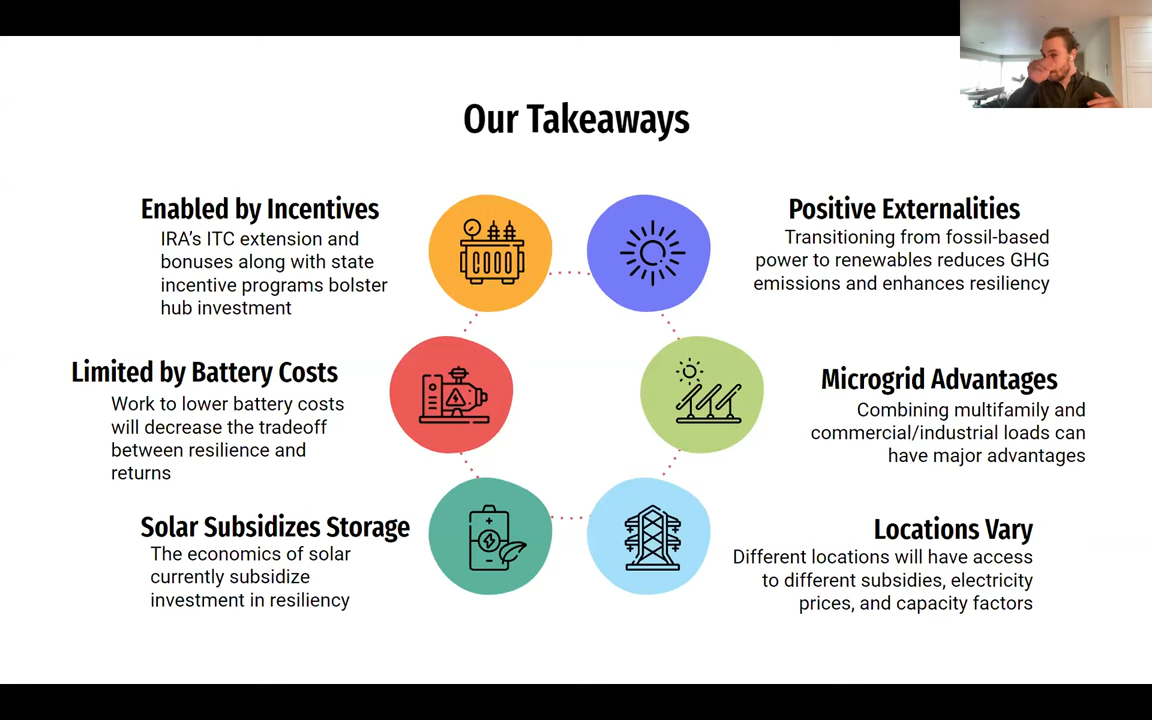 Our Takeaways
Enabled by Incentives
IRA's ITC extension and
bonuses along with state
incentive programs bolster
hub investment
Limited by Battery Costs
Work to lower battery costs
will decrease the tradeoff
between resilience and
returns
Solar Subsidizes Storage
The economics of solar
currently subsidize
investment in resiliency
Positive Externalities
Transitioning from fossil-based
power to renewables reduces GHG
emissions and enhances resiliency
Microgrid Advantages
Combining multifamily and
commercial/industrial loads can
have major advantages
Locations Vary
Different locations will have access
to different subsidies, electricity
prices, and capacity factors